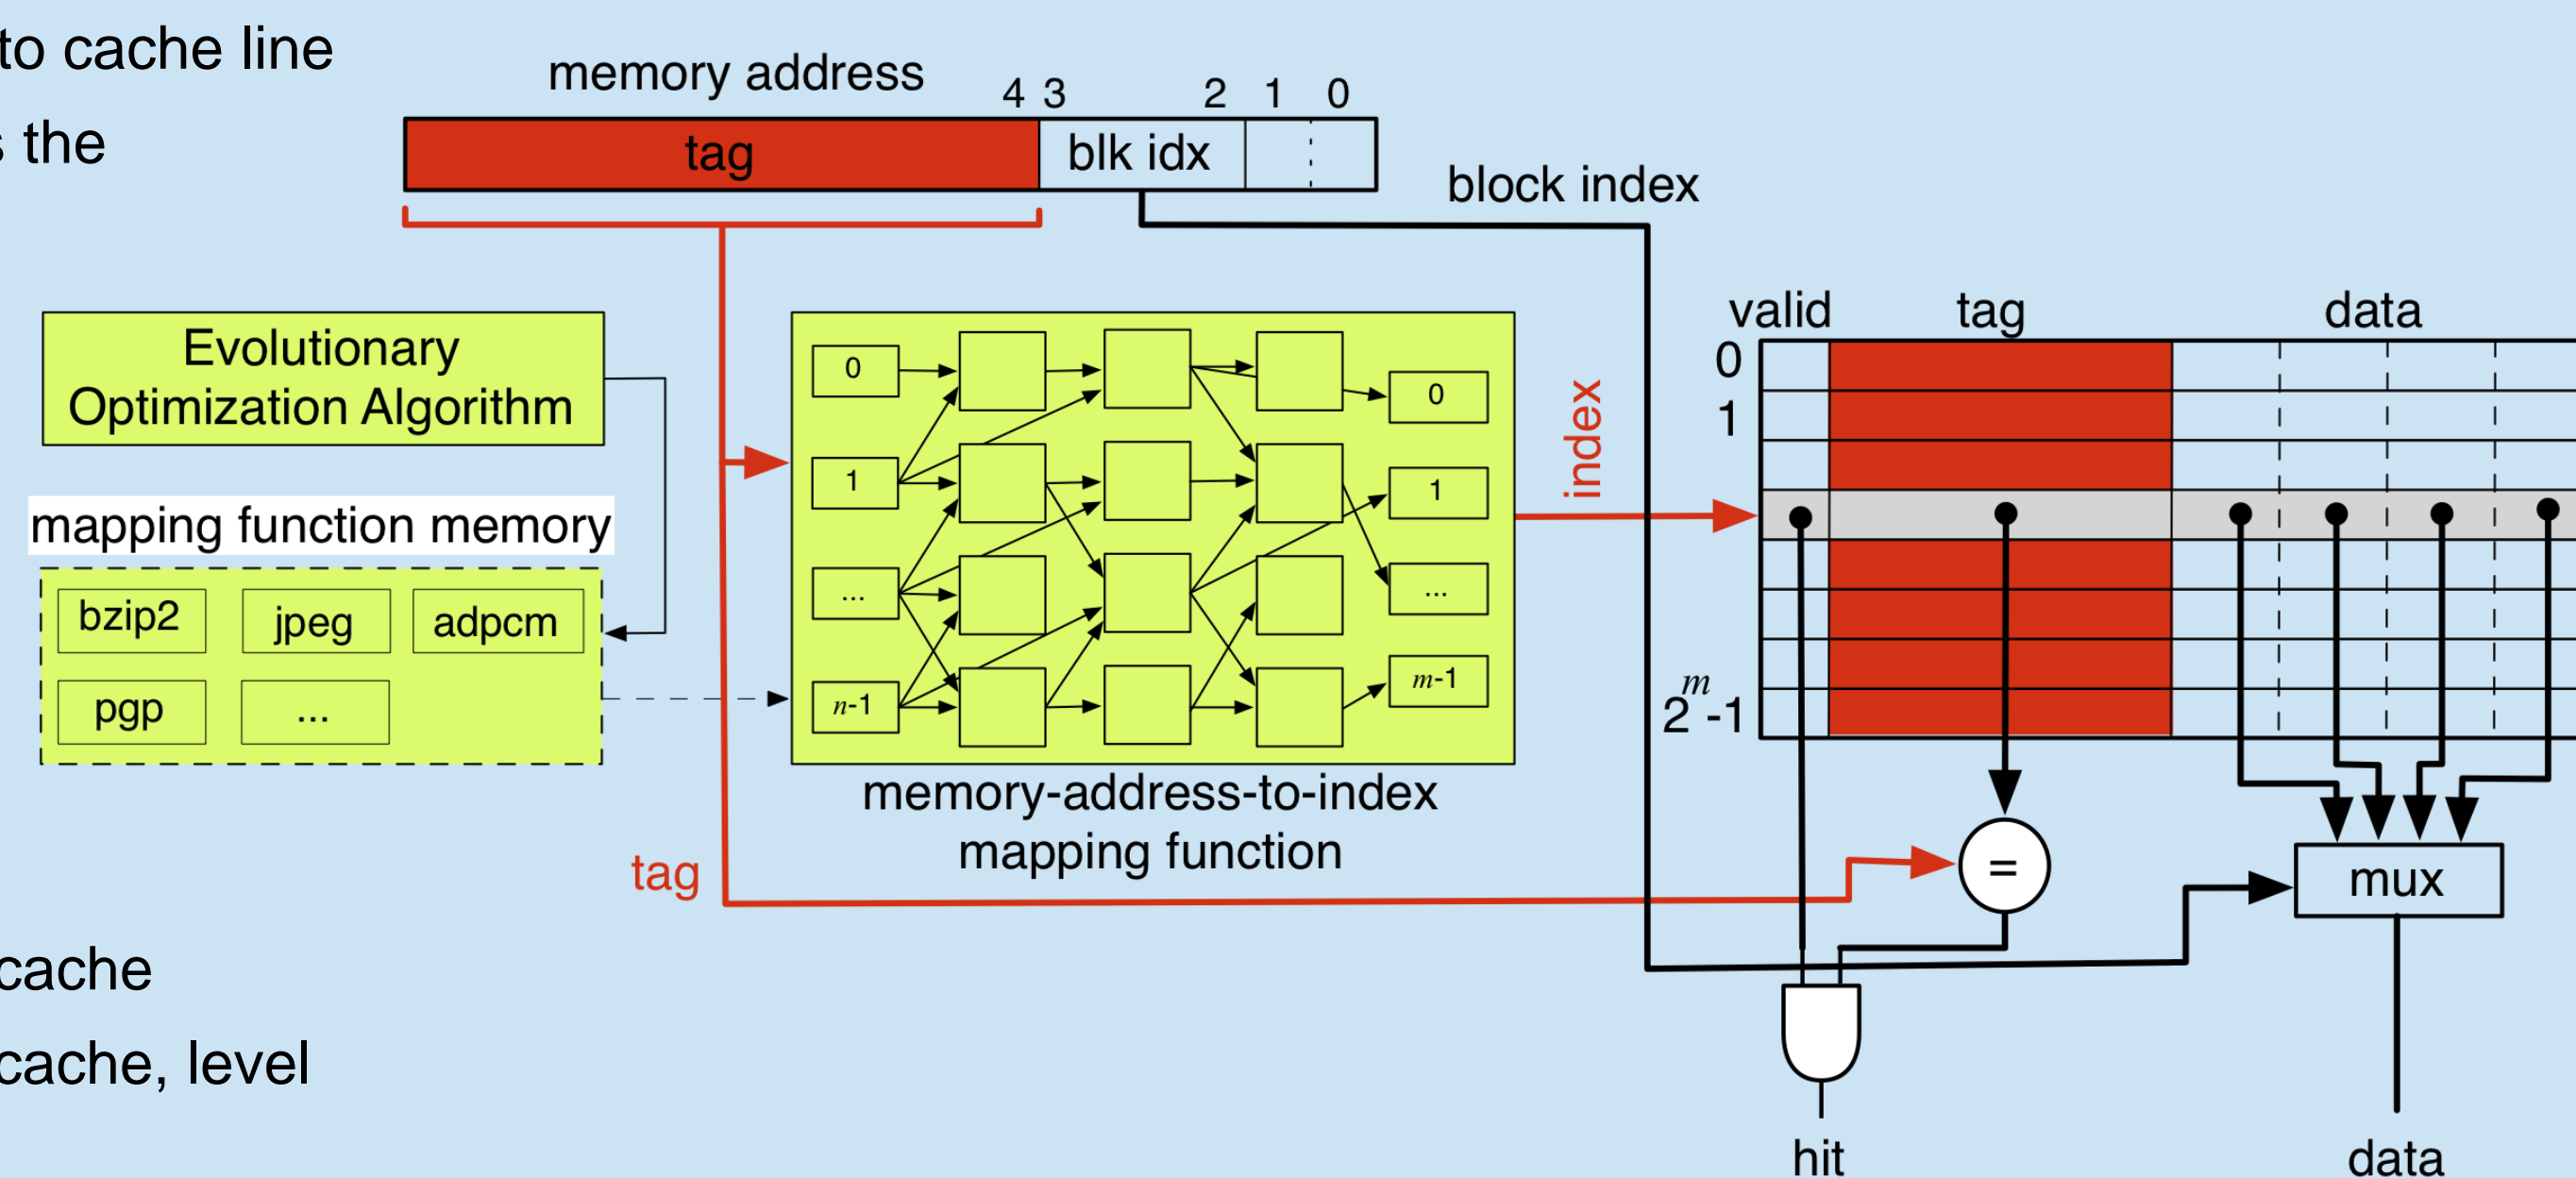 to cache line
s the
memory address
4 3 2 1 0
tag
blk idx
block index
Evolutionary
Optimization Algorithm
mapping function memory
bzip2
jpeg
adpcm
pgp
...
0
1
...
n-1
0
1
...
m-1
memory-address-to-index
mapping function
index
tag
valid
tag
data
0
1
2^m-1
=
mux
hit
data
cache
cache, level